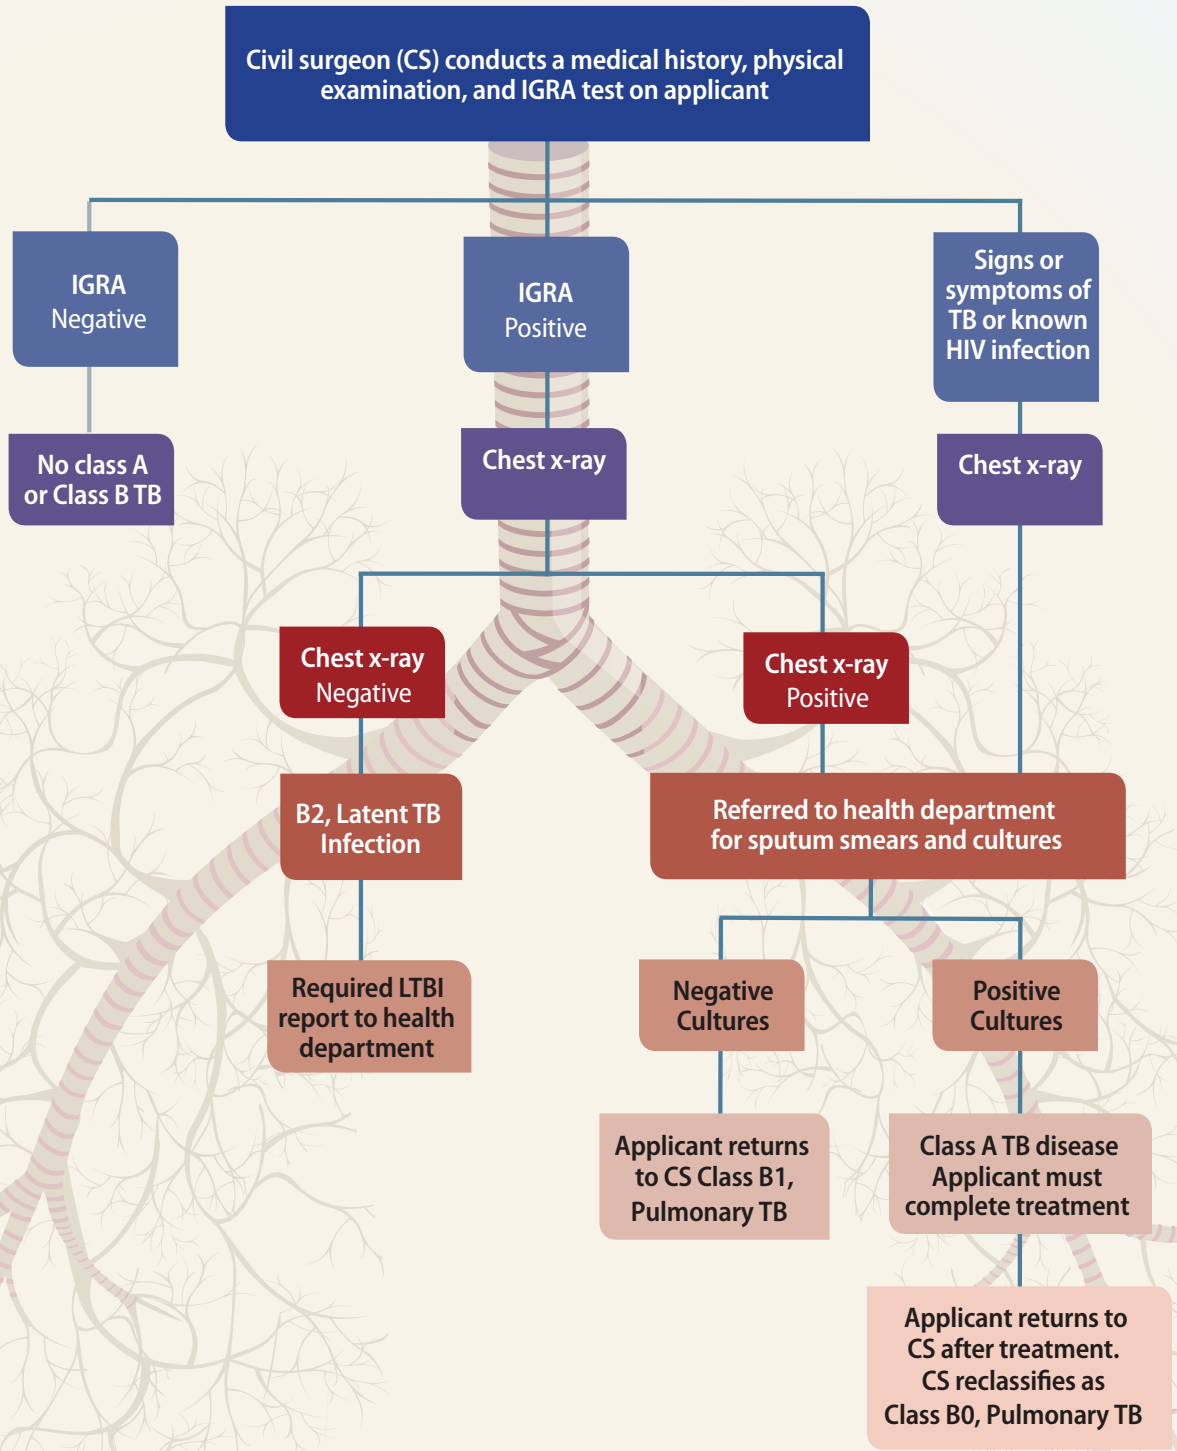 Civil surgeon (CS) conducts a medical history, physical
examination, and IGRA test on applicant
IGRA
Negative
IGRA
Positive
Signs or
symptoms of
TB or known
HIV infection
No class A
or Class B TB
Chest x-ray
Chest x-ray
Chest x-ray
Negative
Chest x-ray
Positive
B2, Latent TB
Infection
Referred to health department
for sputum smears and cultures
Required LTBI
report to health
department
Negative
Cultures
Positive
Cultures
Applicant returns
to CS Class B1,
Pulmonary TB
Class A TB disease
Applicant must
complete treatment
Applicant returns to
CS after treatment.
CS reclassifies as
Class B0, Pulmonary TB